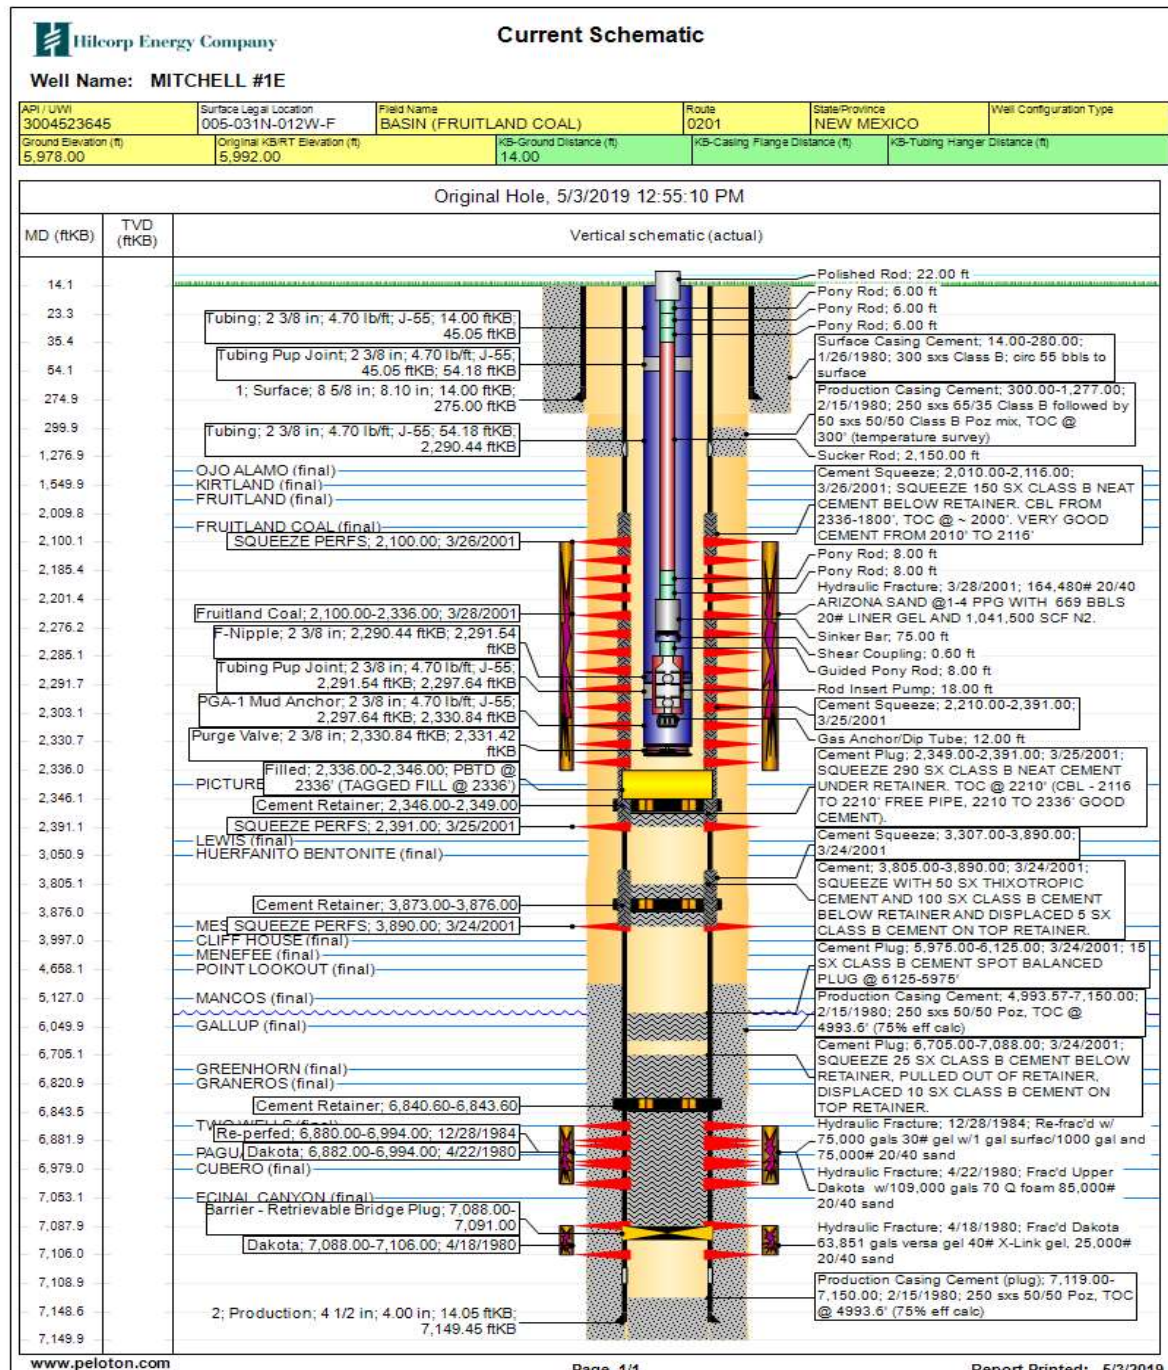 Hilcorp Energy Company
Current Schematic
Well Name: MITCHELL #1E
API / UWI
3004523645
Surface Legal Location
005-031N-012W-F
Field Name
BASIN (FRUITLAND COAL)
Route
0201
State/Province
NEW MEXICO
Well Configuration Type
Ground Elevation (ft)
5,978.00
Original KB/RT Elevation (ft)
5,992.00
KB-Ground Distance (ft)
14.00
KB-Casing Flange Distance (ft)
KB-Tubing Hanger Distance (ft)
Original Hole, 5/3/2019 12:55:10 PM
MD (ftKB)
TVD
(ftKB)
Vertical schematic (actual)
14.1
23.3
35.4
54.1
274.9
299.9
1,276.9
1,549.9
2,009.8
2,100.1
2,185.4
2,201.4
2,276.2
2,285.1
2,291.7
2,303.1
2,330.7
2,336.0
2,346.1
2,391.1
3,050.9
3,805.1
3,876.0
3,997.0
4,658.1
5,127.0
6,049.9
6,705.1
6,820.9
6,843.5
6,881.9
6,979.0
7,053.1
7,087.9
7,106.0
7,108.9
7,148.6
7,149.9
Tubing; 2 3/8 in; 4.70 lb/ft; J-55; 14.00 ftKB;
45.05 ftKB
Tubing Pup Joint; 2 3/8 in; 4.70 lb/ft; J-55;
45.05 ftKB; 54.18 ftKB
1; Surface; 8 5/8 in; 8.10 in; 14.00 ftKB;
275.00 ftKB
Tubing; 2 3/8 in; 4.70 lb/ft; J-55; 54.18 ftKB;
2,290.44 ftKB
OJO ALAMO (final)
KIRTLAND (final)
FRUITLAND (final)
FRUITLAND COAL (final)
SQUEEZE PERFS; 2,100.00; 3/26/2001
Fruitland Coal; 2,100.00-2,336.00; 3/28/2001
F-Nipple; 2 3/8 in; 2,290.44 ftKB; 2,291.54
ftKB
Tubing Pup Joint; 2 3/8 in; 4.70 lb/ft; J-55;
2,291.54 ftKB; 2,297.64 ftKB
PGA-1 Mud Anchor; 2 3/8 in; 4.70 lb/ft; J-55;
2,297.64 ftKB; 2,330.84 ftKB
Purge Valve; 2 3/8 in; 2,330.84 ftKB; 2,331.42
ftKB
Filled; 2,336.00-2,346.00; PBTD @
2336' (TAGGED FILL @ 2336')
PICTURE
Cement Retainer; 2,346.00-2,349.00
SQUEEZE PERFS; 2,391.00; 3/25/2001
LEWIS (final)
HUERFANITO BENTONITE (final)
Cement Retainer; 3,873.00-3,876.00
MES
SQUEEZE PERFS; 3,890.00; 3/24/2001
CLIFF HOUSE (final)
MENEFEE (final)
POINT LOOKOUT (final)
MANCOS (final)
GALLUP (final)
GREENHORN (final)
GRANEROS (final)
Cement Retainer; 6,840.60-6,843.60
TWO WELLS (final)
Re-perfed; 6,880.00-6,994.00; 12/28/1984
PAGUA
Dakota; 6,882.00-6,994.00; 4/22/1980
CUBERO (final)
ECINAL CANYON (final)
Barrier - Retrievable Bridge Plug; 7,088.00-
7,091.00
Dakota; 7,088.00-7,106.00; 4/18/1980
2; Production; 4 1/2 in; 4.00 in; 14.05 ftKB;
7,149.45 ftKB
Polished Rod; 22.00 ft
Pony Rod; 6.00 ft
Pony Rod; 6.00 ft
Pony Rod; 6.00 ft
Surface Casing Cement; 14.00-280.00;
1/26/1980; 300 sxs Class B; circ 55 bbls to
surface
Production Casing Cement; 300.00-1,277.00;
2/15/1980; 250 sxs 65/35 Class B followed by
50 sxs 50/50 Class B Poz mix, TOC @
300' (temperature survey)
Sucker Rod; 2,150.00 ft
Cement Squeeze; 2,010.00-2,116.00;
3/26/2001; SQUEEZE 150 SX CLASS B NEAT
CEMENT BELOW RETAINER. CBL FROM
2336-1800', TOC @ ~ 2000'. VERY GOOD
CEMENT FROM 2010' TO 2116'
Pony Rod; 8.00 ft
Pony Rod; 8.00 ft
Hydraulic Fracture; 3/28/2001; 164,480# 20/40
ARIZONA SAND @1-4 PPG WITH 669 BBLS
20# LINER GEL AND 1,041,500 SCF N2.
Sinker Bar; 75.00 ft
Shear Coupling; 0.60 ft
Guided Pony Rod; 8.00 ft
Rod Insert Pump; 18.00 ft
Cement Squeeze; 2,210.00-2,391.00;
3/25/2001
Gas Anchor/Dip Tube; 12.00 ft
Cement Plug; 2,349.00-2,391.00; 3/25/2001;
SQUEEZE 290 SX CLASS B NEAT CEMENT
UNDER RETAINER. TOC @ 2210' (CBL - 2116
TO 2210' FREE PIPE, 2210 TO 2336' GOOD
CEMENT).
Cement Squeeze; 3,307.00-3,890.00;
3/24/2001
Cement; 3,805.00-3,890.00; 3/24/2001;
SQUEEZE WITH 50 SX THIXOTROPIC
CEMENT AND 100 SX CLASS B CEMENT
BELOW RETAINER AND DISPLACED 5 SX
CLASS B CEMENT ON TOP RETAINER.
Cement Plug; 5,975.00-6,125.00; 3/24/2001; 15
SX CLASS B CEMENT SPOT BALANCED
PLUG @ 6125-5975'
Production Casing Cement; 4,993.57-7,150.00;
2/15/1980; 250 sxs 50/50 Poz, TOC @
4993.6' (75% eff calc)
Cement Plug; 6,705.00-7,088.00; 3/24/2001;
SQUEEZE 25 SX CLASS B CEMENT BELOW
RETAINER, PULLED OUT OF RETAINER,
DISPLACED 10 SX CLASS B CEMENT ON
TOP RETAINER.
Hydraulic Fracture; 12/28/1984; Re-frac'd w/
75,000 gals 30# gel w/1 gal surfac/1000 gal and
75,000# 20/40 sand
Hydraulic Fracture; 4/22/1980; Frac'd Upper
Dakota w/109,000 gals 70 Q foam 85,000#
20/40 sand
Hydraulic Fracture; 4/18/1980; Frac'd Dakota
63,851 gals versa gel 40# X-Link gel, 25,000#
20/40 sand
Production Casing Cement (plug); 7,119.00-
7,150.00; 2/15/1980; 250 sxs 50/50 Poz, TOC
@ 4993.6' (75% eff calc)
www.peloton.com
Page 1/1
Report Printed: 5/3/2019